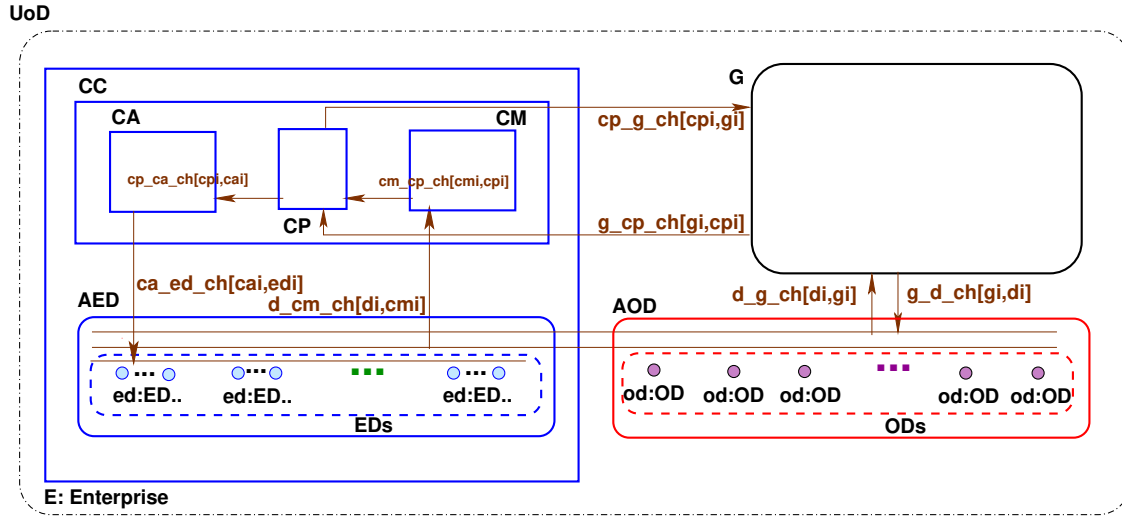 UoD
CC
G
CA
CM
cp_g_ch[cpi,gi]
cp_ca_ch[cpi,cai]
cm_cp_ch[cmi,cpi]
CP
g_cp_ch[gi,cpi]
ca_ed_ch[cai,edi]
d_cm_ch[di,cmi]
d_g_ch[di,gi]
g_d_ch[gi,di]
AED
AOD
ed:ED..
ed:ED..
ed:ED..
od:OD
od:OD
od:OD
od:OD
od:OD
EDs
ODs
E: Enterprise